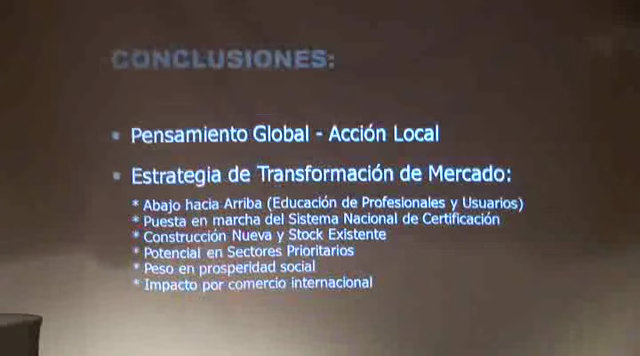 CONCLUSIONES:
▪ Pensamiento Global - Acción Local
▪ Estrategia de Transformación de Mercado:
* Abajo hacia Arriba (Educación de Profesionales y Usuarios)
* Puesta en marcha del Sistema Nacional de Certificación
* Construcción Nueva y Stock Existente
* Potencial en Sectores Prioritarios
* Peso en prosperidad social
* Impacto por comercio internacional